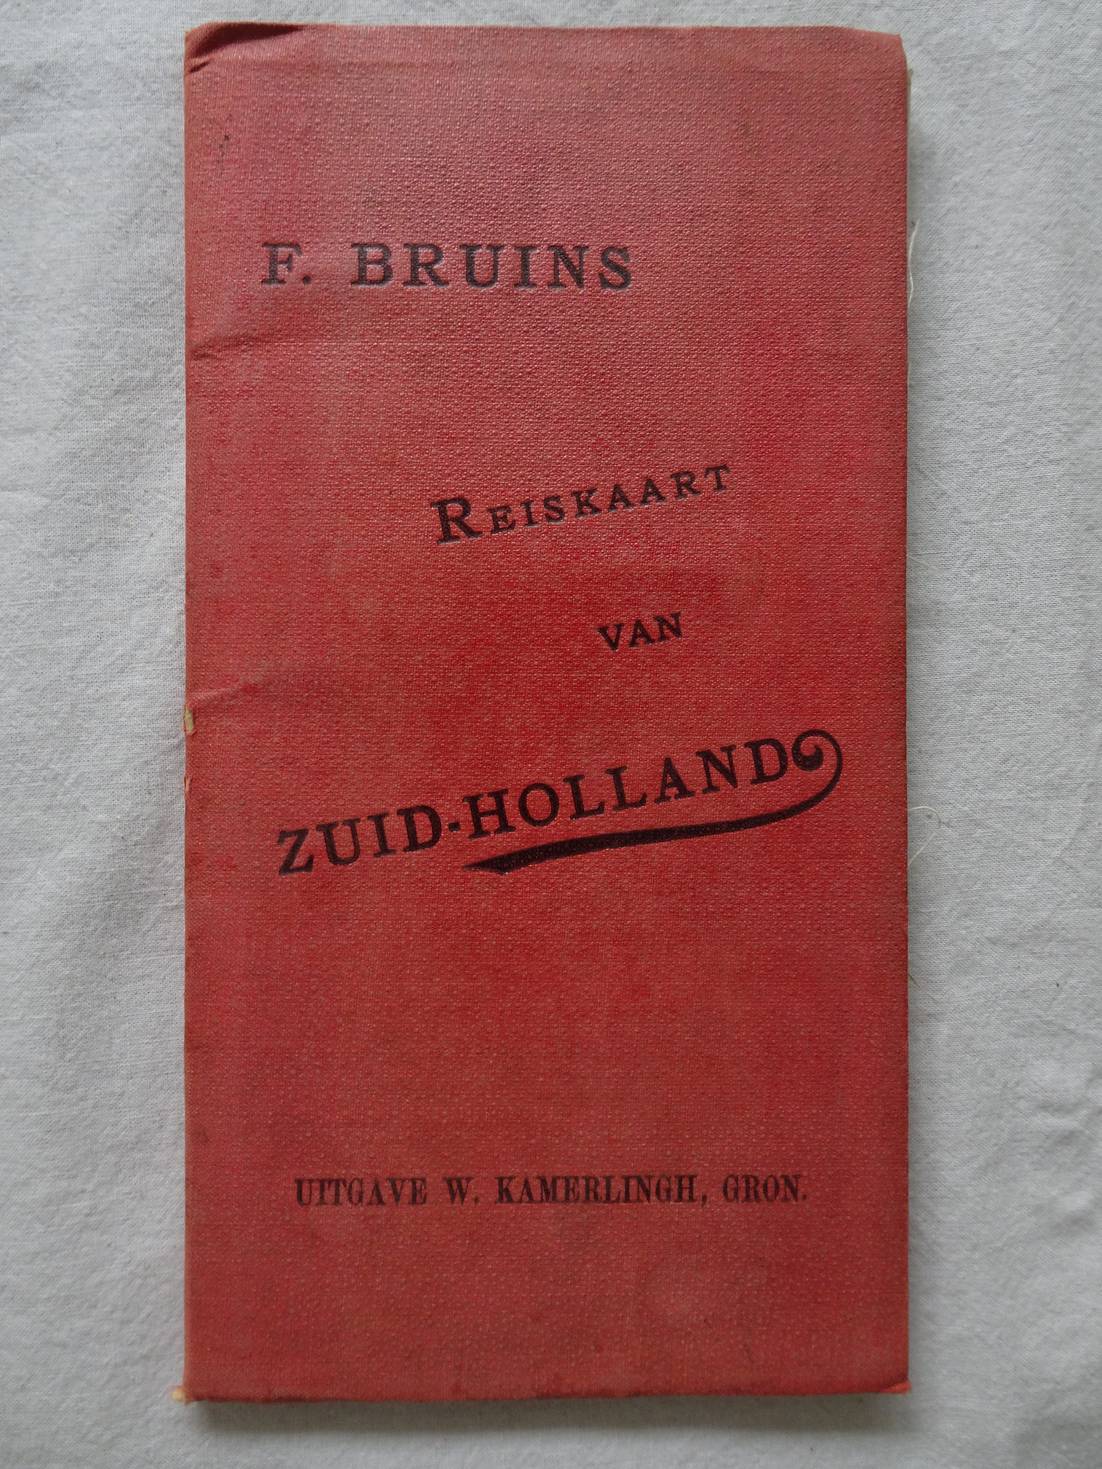 F. BRUINS
REISKAART
VAN
ZUID-HOLLAND
UITGAVE W. KAMERLINGH, GRON.